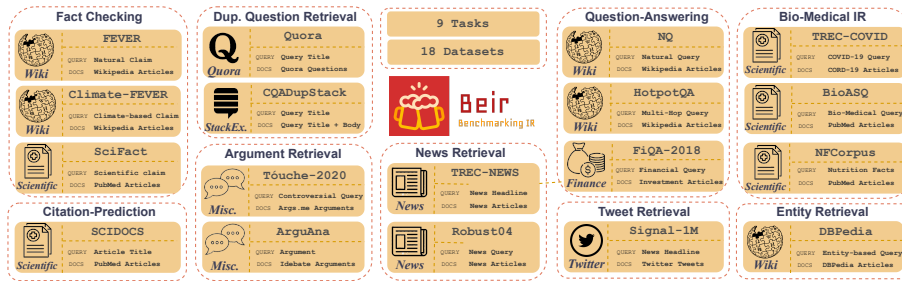 Fact Checking
FEVER
QUERY Natural Claim
DOCS Wikipedia Articles
Wiki
Climate-FEVER
QUERY Climate-based Claim
DOCS Wikipedia Articles
Wiki
SciFact
QUERY Scientific claim
DOCS PubMed Articles
Scientific
Citation-Prediction
SCIDOCS
QUERY Article Title
DOCS PubMed Articles
Scientific
Dup. Question Retrieval
Quora
QUERY Query Title
DOCS Quora Questions
Q
Quora
CQADupStack
QUERY Query Title
DOCS Query Title + Body
StackEx.
Argument Retrieval
Tóuche-2020
QUERY Controversial Query
DOCS Args.me Arguments
Misc.
ArguAna
QUERY Argument
DOCS Idebate Arguments
Misc.
9 Tasks
18 Datasets
Beir
Benchmarking IR
News Retrieval
TREC-NEWS
QUERY News Headline
DOCS News Articles
News
Robust04
QUERY News Query
DOCS News Articles
News
Question-Answering
NQ
QUERY Natural Query
DOCS Wikipedia Articles
Wiki
HotpotQA
QUERY Multi-Hop Query
DOCS Wikipedia Articles
Wiki
FiQA-2018
QUERY Financial Query
DOCS Investment Articles
Finance
Tweet Retrieval
Signal-1M
QUERY News Headline
DOCS Twitter Tweets
Twitter
Bio-Medical IR
TREC-COVID
QUERY COVID-19 Query
DOCS CORD-19 Articles
Scientific
BioASQ
QUERY Bio-Medical Query
DOCS PubMed Articles
Scientific
NFCorpus
QUERY Nutrition Facts
DOCS PubMed Articles
Scientific
Entity Retrieval
DBPedia
QUERY Entity-based Query
DOCS DBPedia Articles
Wiki